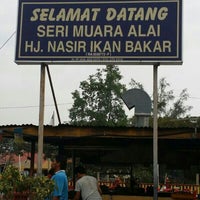 SELAMAT DATANG
SERI MUARA ALAI
HJ. NASIR IKAN BAKAR